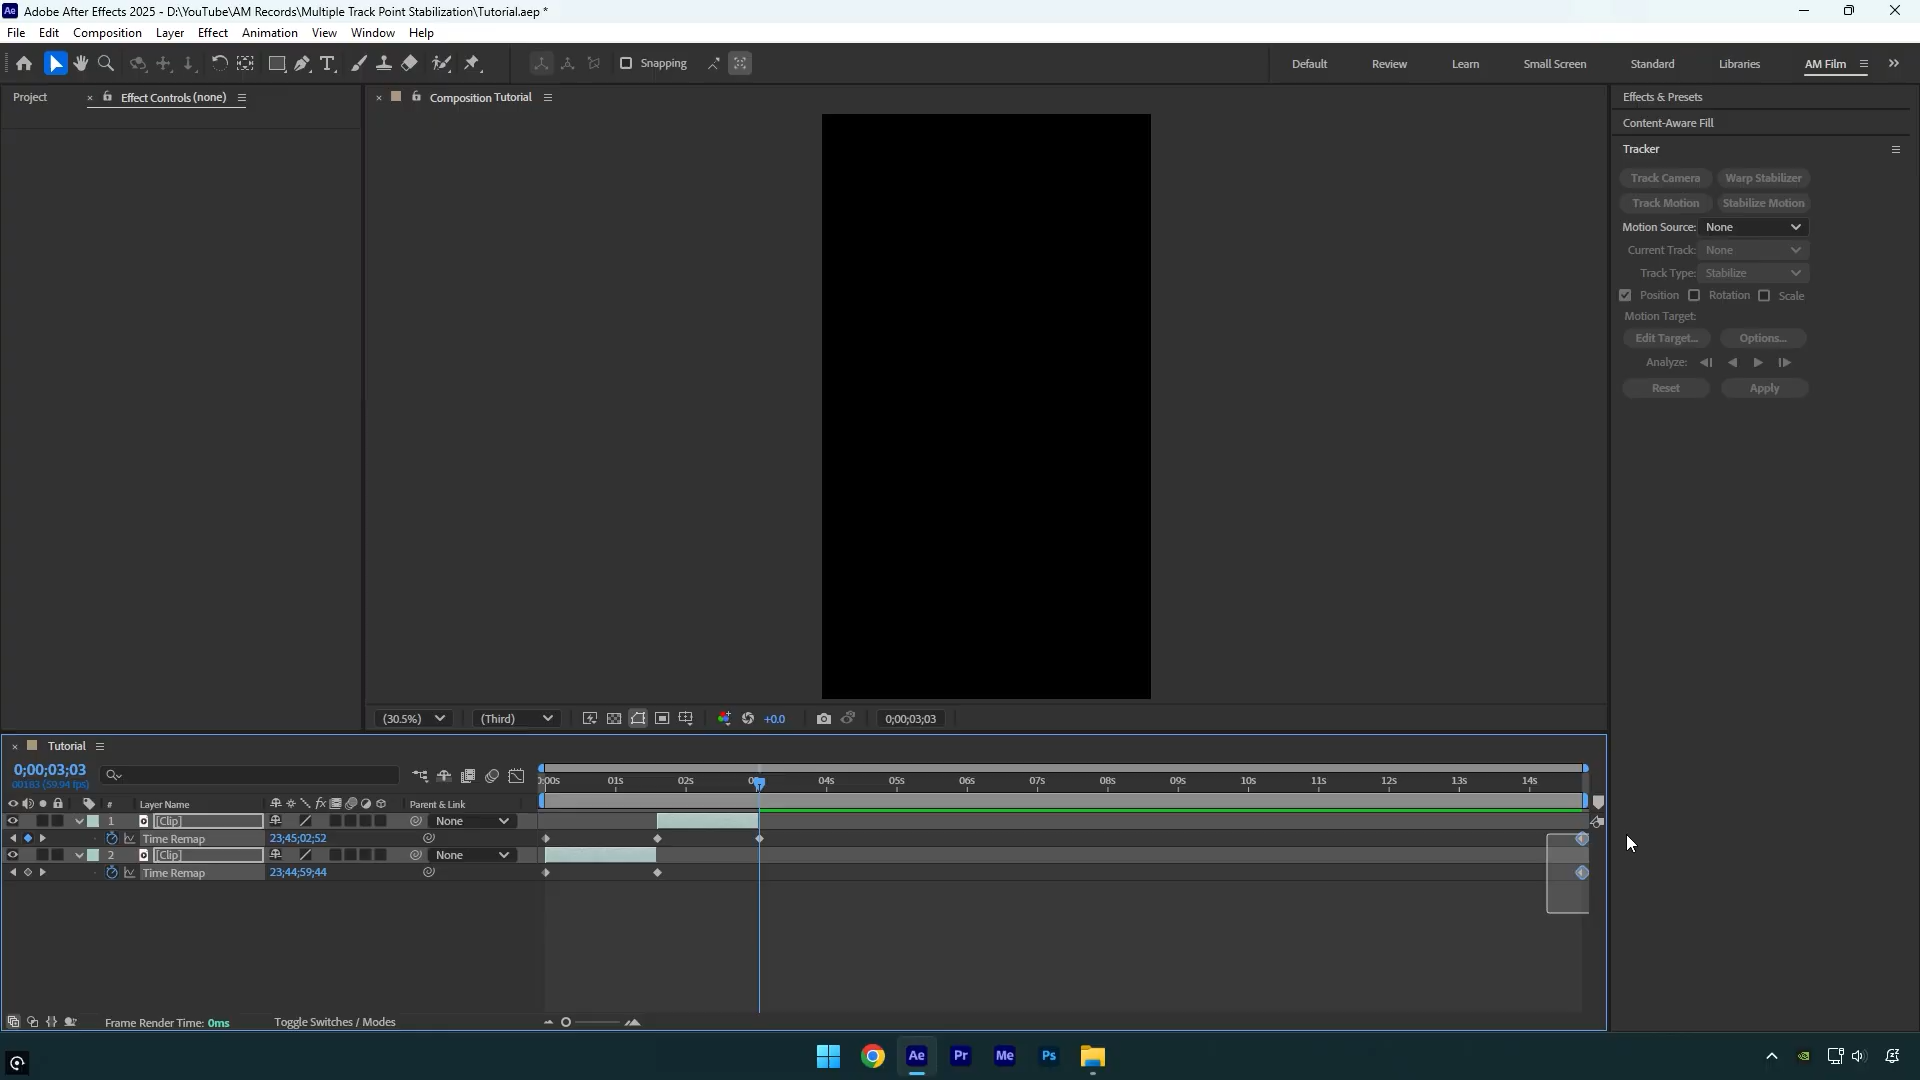 Adobe After Effects 2025 - D:\YouTube\AM Records\Multiple Track Point Stabilization\Tutorial.aep *
File Edit Composition Layer Effect Animation View Window Help
Snapping Default Review Learn Small Screen Standard Libraries AM Film
Project × Effect Controls (none) × Composition Tutorial
Effects & Presets
Content-Aware Fill
Tracker
Track Camera Warp Stabilizer
Track Motion Stabilize Motion
Motion Source: None
Current Track: None
Track Type: Stabilize
Position Rotation Scale
Motion Target:
Edit Target... Options...
Analyze:
Reset Apply
(30.5%) (Third) +0.0 0;00;03;03
× Tutorial
0;00;03;03
00183 (59.94 fps)
01s 02s 04s 05s 06s 07s 08s 09s 10s 11s 12s 13s 14s
# Layer Name fx Parent & Link
1 [Clip] None
Time Remap 23;45;02;52
2 [Clip] None
Time Remap 23;44;59;44
Frame Render Time: 0ms Toggle Switches / Modes
Ae Pr Me Ps